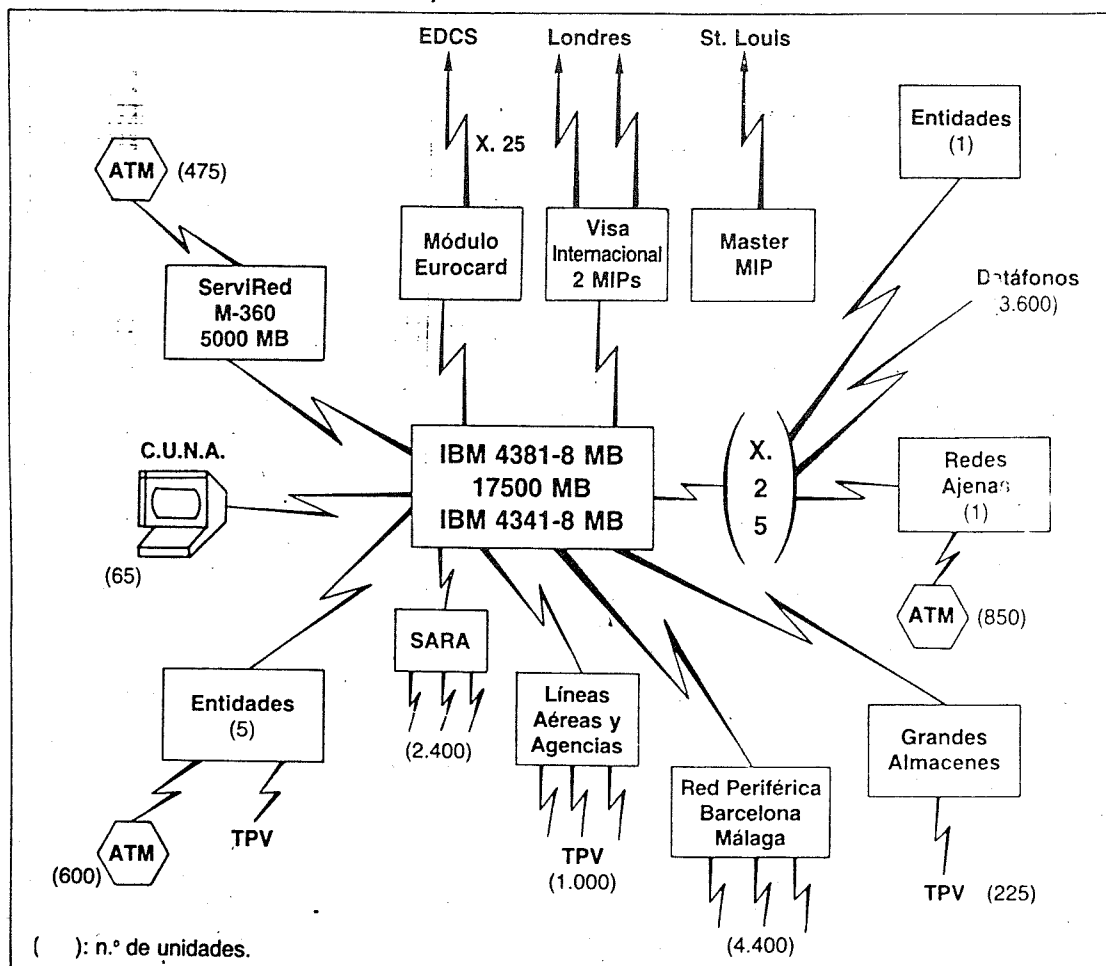 EDCS
Londres
St. Louis
X. 25
Entidades
(1)
ATM (475)
Módulo
Eurocard
Visa
Internacional
2 MIPs
Master
MIP
ServiRed
M-360
5000 MB
Datáfonos
3.600)
C.U.N.A.
(65)
IBM 4381-8 MB
17500 MB
IBM 4341-8 MB
X.
2
5
Redes
Ajenas
(1)
ATM (850)
SARA
(2.400)
Entidades
(5)
Líneas
Aéreas y
Agencias
Grandes
Almacenes
Red Periférica
Barcelona
Málaga
ATM
(600)
TPV
TPV
(1.000)
TPV (225)
(4.400)
( ): n.º de unidades.